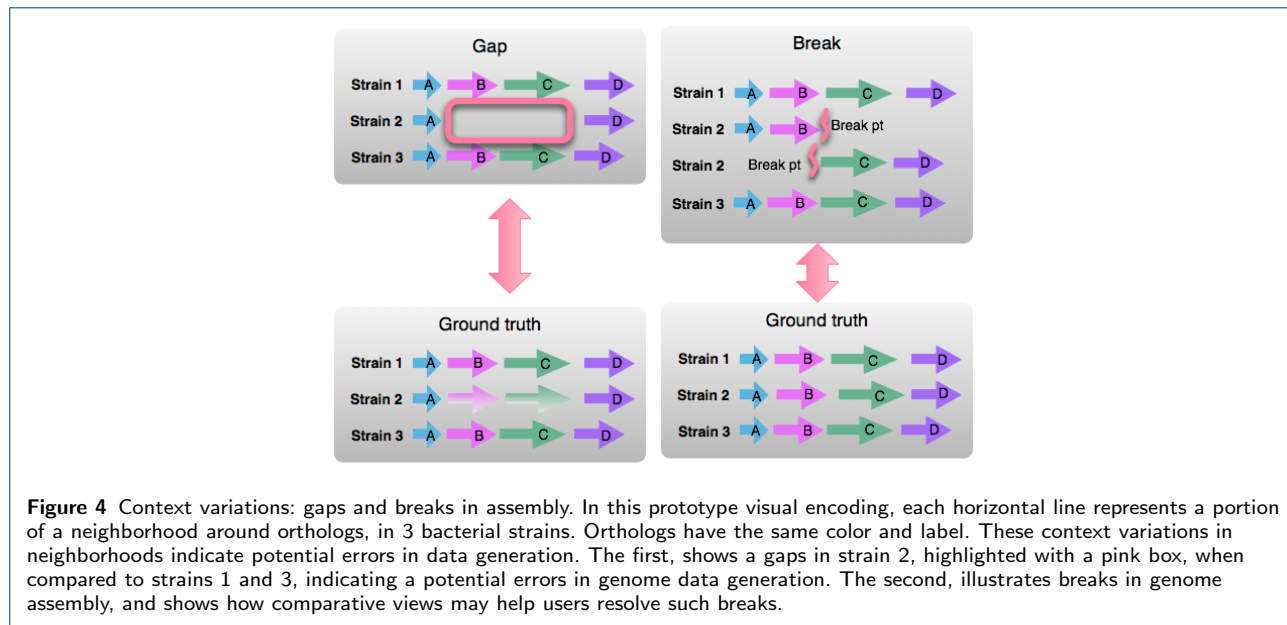 Gap
Strain 1 A B C D
Strain 2 A D
Strain 3 A B C D
Break
Strain 1 A B C D
Strain 2 A B Break pt
Strain 2 Break pt C D
Strain 3 A B C D
Ground truth
Strain 1 A B C D
Strain 2 A D
Strain 3 A B C D
Ground truth
Strain 1 A B C D
Strain 2 A B C D
Strain 3 A B C D
Figure 4 Context variations: gaps and breaks in assembly. In this prototype visual encoding, each horizontal line represents a portion
of a neighborhood around orthologs, in 3 bacterial strains. Orthologs have the same color and label. These context variations in
neighborhoods indicate potential errors in data generation. The first, shows a gaps in strain 2, highlighted with a pink box, when
compared to strains 1 and 3, indicating a potential errors in genome data generation. The second, illustrates breaks in genome
assembly, and shows how comparative views may help users resolve such breaks.